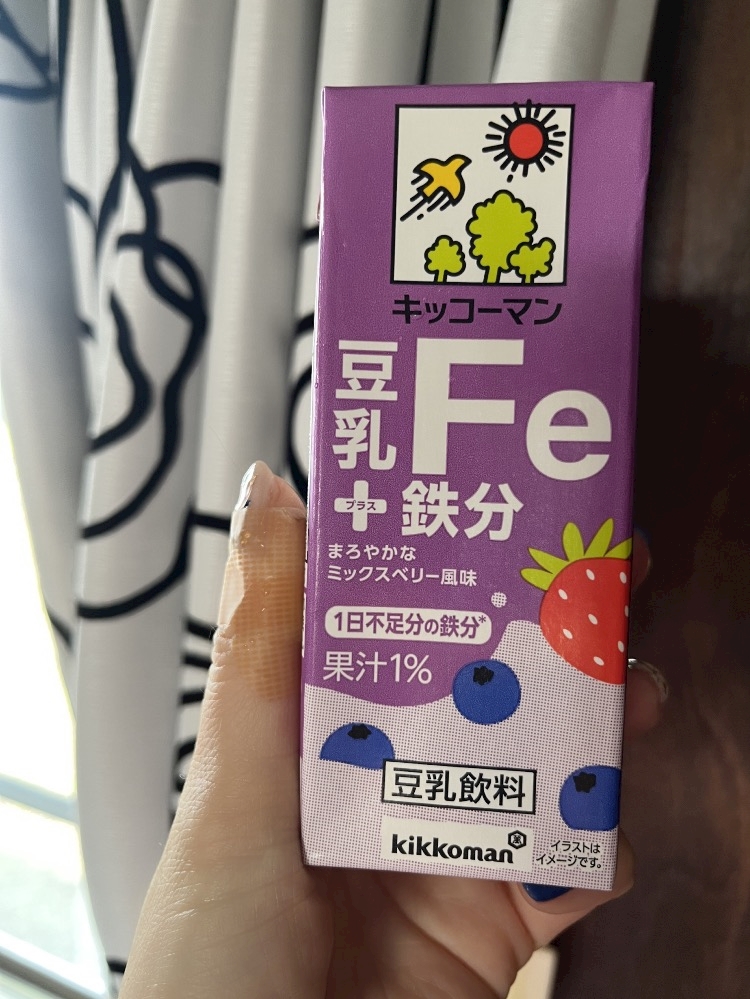 キッコーマン
豆乳 Fe
プラス
+鉄分
まろやかな
ミックスベリー風味
1日不足分の鉄分*
果汁1%
豆乳飲料
kikkoman
イラストは
イメージです。